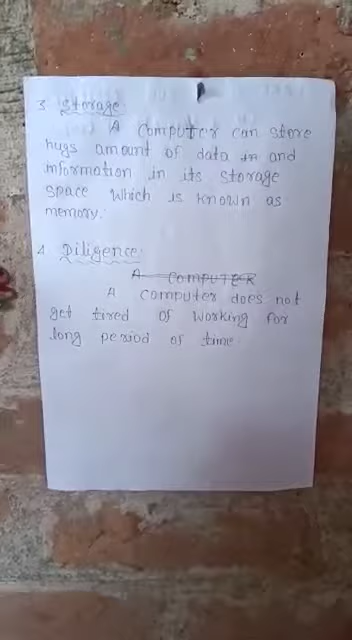 3. Storage:
A Computer can store
hugs amount of data in and
information in its storage
space which is known as
memory.
4. Diligence:
A Computer
A computer does not
get tired of working for
long period of time.